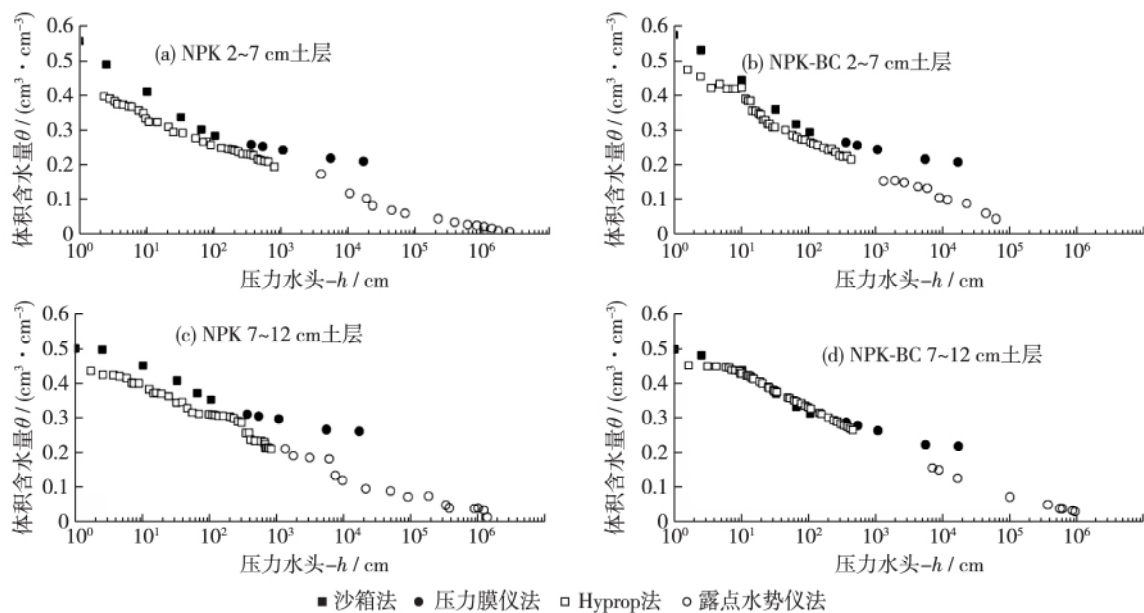 (a) NPK 2~7 cm土层
体积含水量θ / (cm³·cm⁻³)
0.6
0.5
0.4
0.3
0.2
0.1
0
10⁰ 10¹ 10² 10³ 10⁴ 10⁵ 10⁶
压力水头-h / cm
(b) NPK-BC 2~7 cm土层
体积含水量θ / (cm³·cm⁻³)
0.6
0.5
0.4
0.3
0.2
0.1
0
10⁰ 10¹ 10² 10³ 10⁴ 10⁵ 10⁶
压力水头-h / cm
(c) NPK 7~12 cm土层
体积含水量θ / (cm³·cm⁻³)
0.6
0.5
0.4
0.3
0.2
0.1
0
10⁰ 10¹ 10² 10³ 10⁴ 10⁵ 10⁶
压力水头-h / cm
(d) NPK-BC 7~12 cm土层
体积含水量θ / (cm³·cm⁻³)
0.6
0.5
0.4
0.3
0.2
0.1
0
10⁰ 10¹ 10² 10³ 10⁴ 10⁵ 10⁶
压力水头-h / cm
■ 沙箱法 ● 压力膜仪法 □ Hyprop法 ○ 露点水势仪法